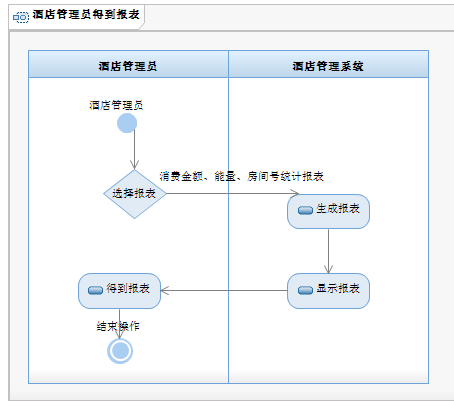 酒店管理员得到报表
酒店管理员
酒店管理系统
酒店管理员
选择报表
消费金额、能量、房间号统计报表
生成报表
显示报表
得到报表
结束操作